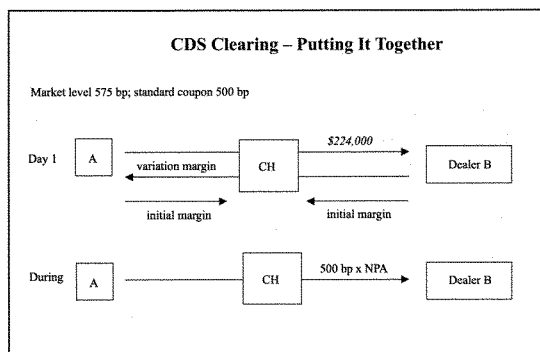 CDS Clearing – Putting It Together
Market level 575 bp; standard coupon 500 bp
$224,000
Day 1
A
variation margin
CH
Dealer B
initial margin
initial margin
During
A
CH
500 bp x NPA
Dealer B